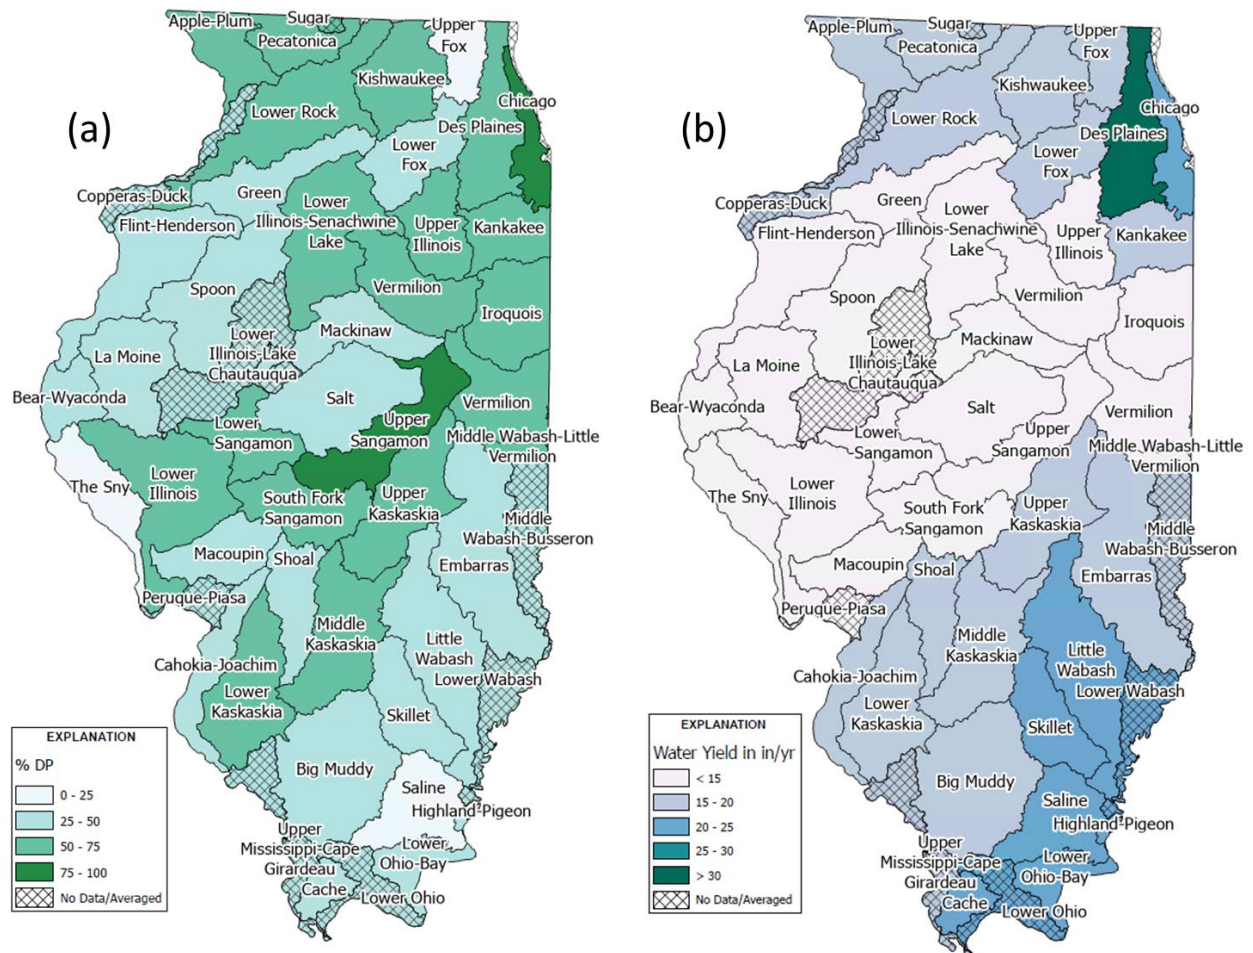 (a)
Apple-Plum
Sugar
Pecatonica
Upper
Fox
Kishwaukee
Lower Rock
Chicago
Des Plaines
Lower
Fox
Copperas-Duck
Green
Flint-Henderson
Lower
Illinois-Senachwine
Lake
Upper
Illinois
Kankakee
Spoon
Vermilion
Iroquois
Mackinaw
Lower
Illinois-Lake
Chautauqua
La Moine
Bear-Wyaconda
Salt
Upper
Sangamon
Vermilion
Lower
Sangamon
Middle Wabash-Little
Vermilion
The Sny
Lower
Illinois
South Fork
Sangamon
Upper
Kaskaskia
Middle
Wabash-Busseron
Macoupin
Shoal
Embarras
Peruque-Piasa
Middle
Kaskaskia
Little
Wabash
Cahokia-Joachim
Lower Wabash
Lower
Kaskaskia
Skillet
Big Muddy
Saline
Highland-Pigeon
Upper
Mississippi-Cape
Girardeau
Lower
Ohio-Bay
Cache
Lower Ohio
EXPLANATION
% DP
0 - 25
25 - 50
50 - 75
75 - 100
No Data/Averaged
(b)
Apple-Plum
Sugar
Pecatonica
Upper
Fox
Kishwaukee
Lower Rock
Chicago
Des Plaines
Lower
Fox
Copperas-Duck
Green
Flint-Henderson
Lower
Illinois-Senachwine
Lake
Upper
Illinois
Kankakee
Spoon
Vermilion
Iroquois
Mackinaw
Lower
Illinois-Lake
Chautauqua
La Moine
Bear-Wyaconda
Salt
Upper
Sangamon
Vermilion
Lower
Sangamon
Middle Wabash-Little
Vermilion
The Sny
Lower
Illinois
South Fork
Sangamon
Upper
Kaskaskia
Middle
Wabash-Busseron
Macoupin
Shoal
Embarras
Peruque-Piasa
Middle
Kaskaskia
Little
Wabash
Cahokia-Joachim
Lower Wabash
Lower
Kaskaskia
Skillet
Big Muddy
Saline
Highland-Pigeon
Upper
Mississippi-Cape
Girardeau
Lower
Ohio-Bay
Cache
Lower Ohio
EXPLANATION
Water Yield in in/yr
< 15
15 - 20
20 - 25
25 - 30
> 30
No Data/Averaged